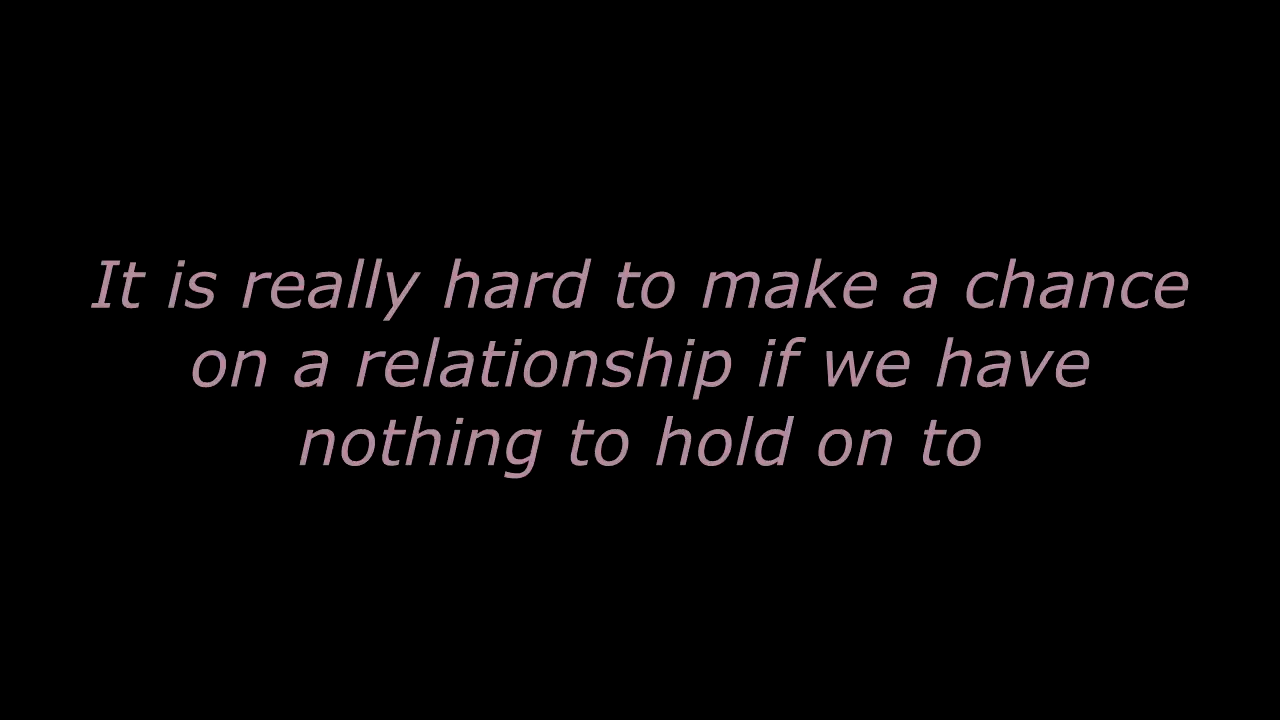 It is really hard to make a chance
on a relationship if we have
nothing to hold on to